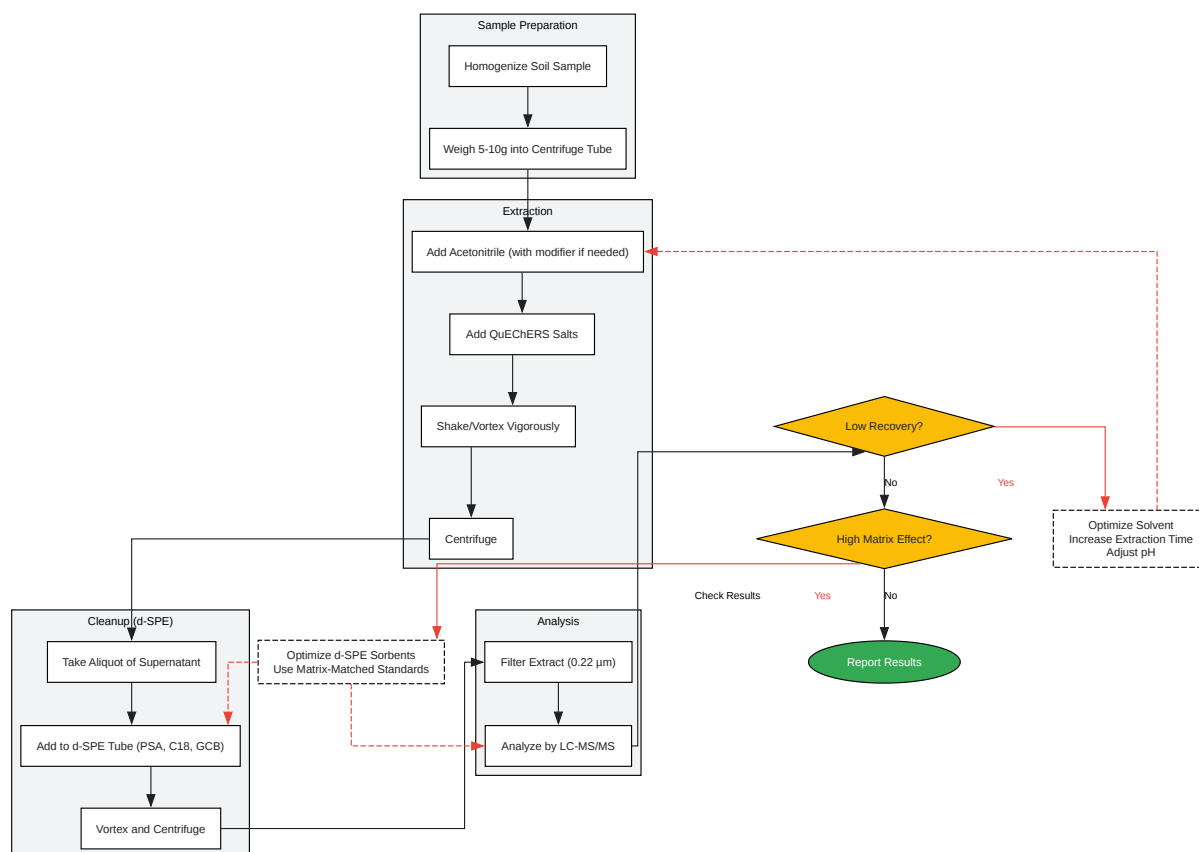 Sample Preparation
Homogenize Soil Sample
Weigh 5-10g into Centrifuge Tube
Extraction
Add Acetonitrile (with modifier if needed)
Add QuEChERS Salts
Shake/Vortex Vigorously
Centrifuge
Low Recovery?
No
Yes
Optimize Solvent
Increase Extraction Time
Adjust pH
High Matrix Effect?
Check Results
Yes
No
Cleanup (d-SPE)
Take Aliquot of Supernatant
Add to d-SPE Tube (PSA, C18, GCB)
Vortex and Centrifuge
Optimize d-SPE Sorbents
Use Matrix-Matched Standards
Analysis
Filter Extract (0.22 µm)
Analyze by LC-MS/MS
Report Results